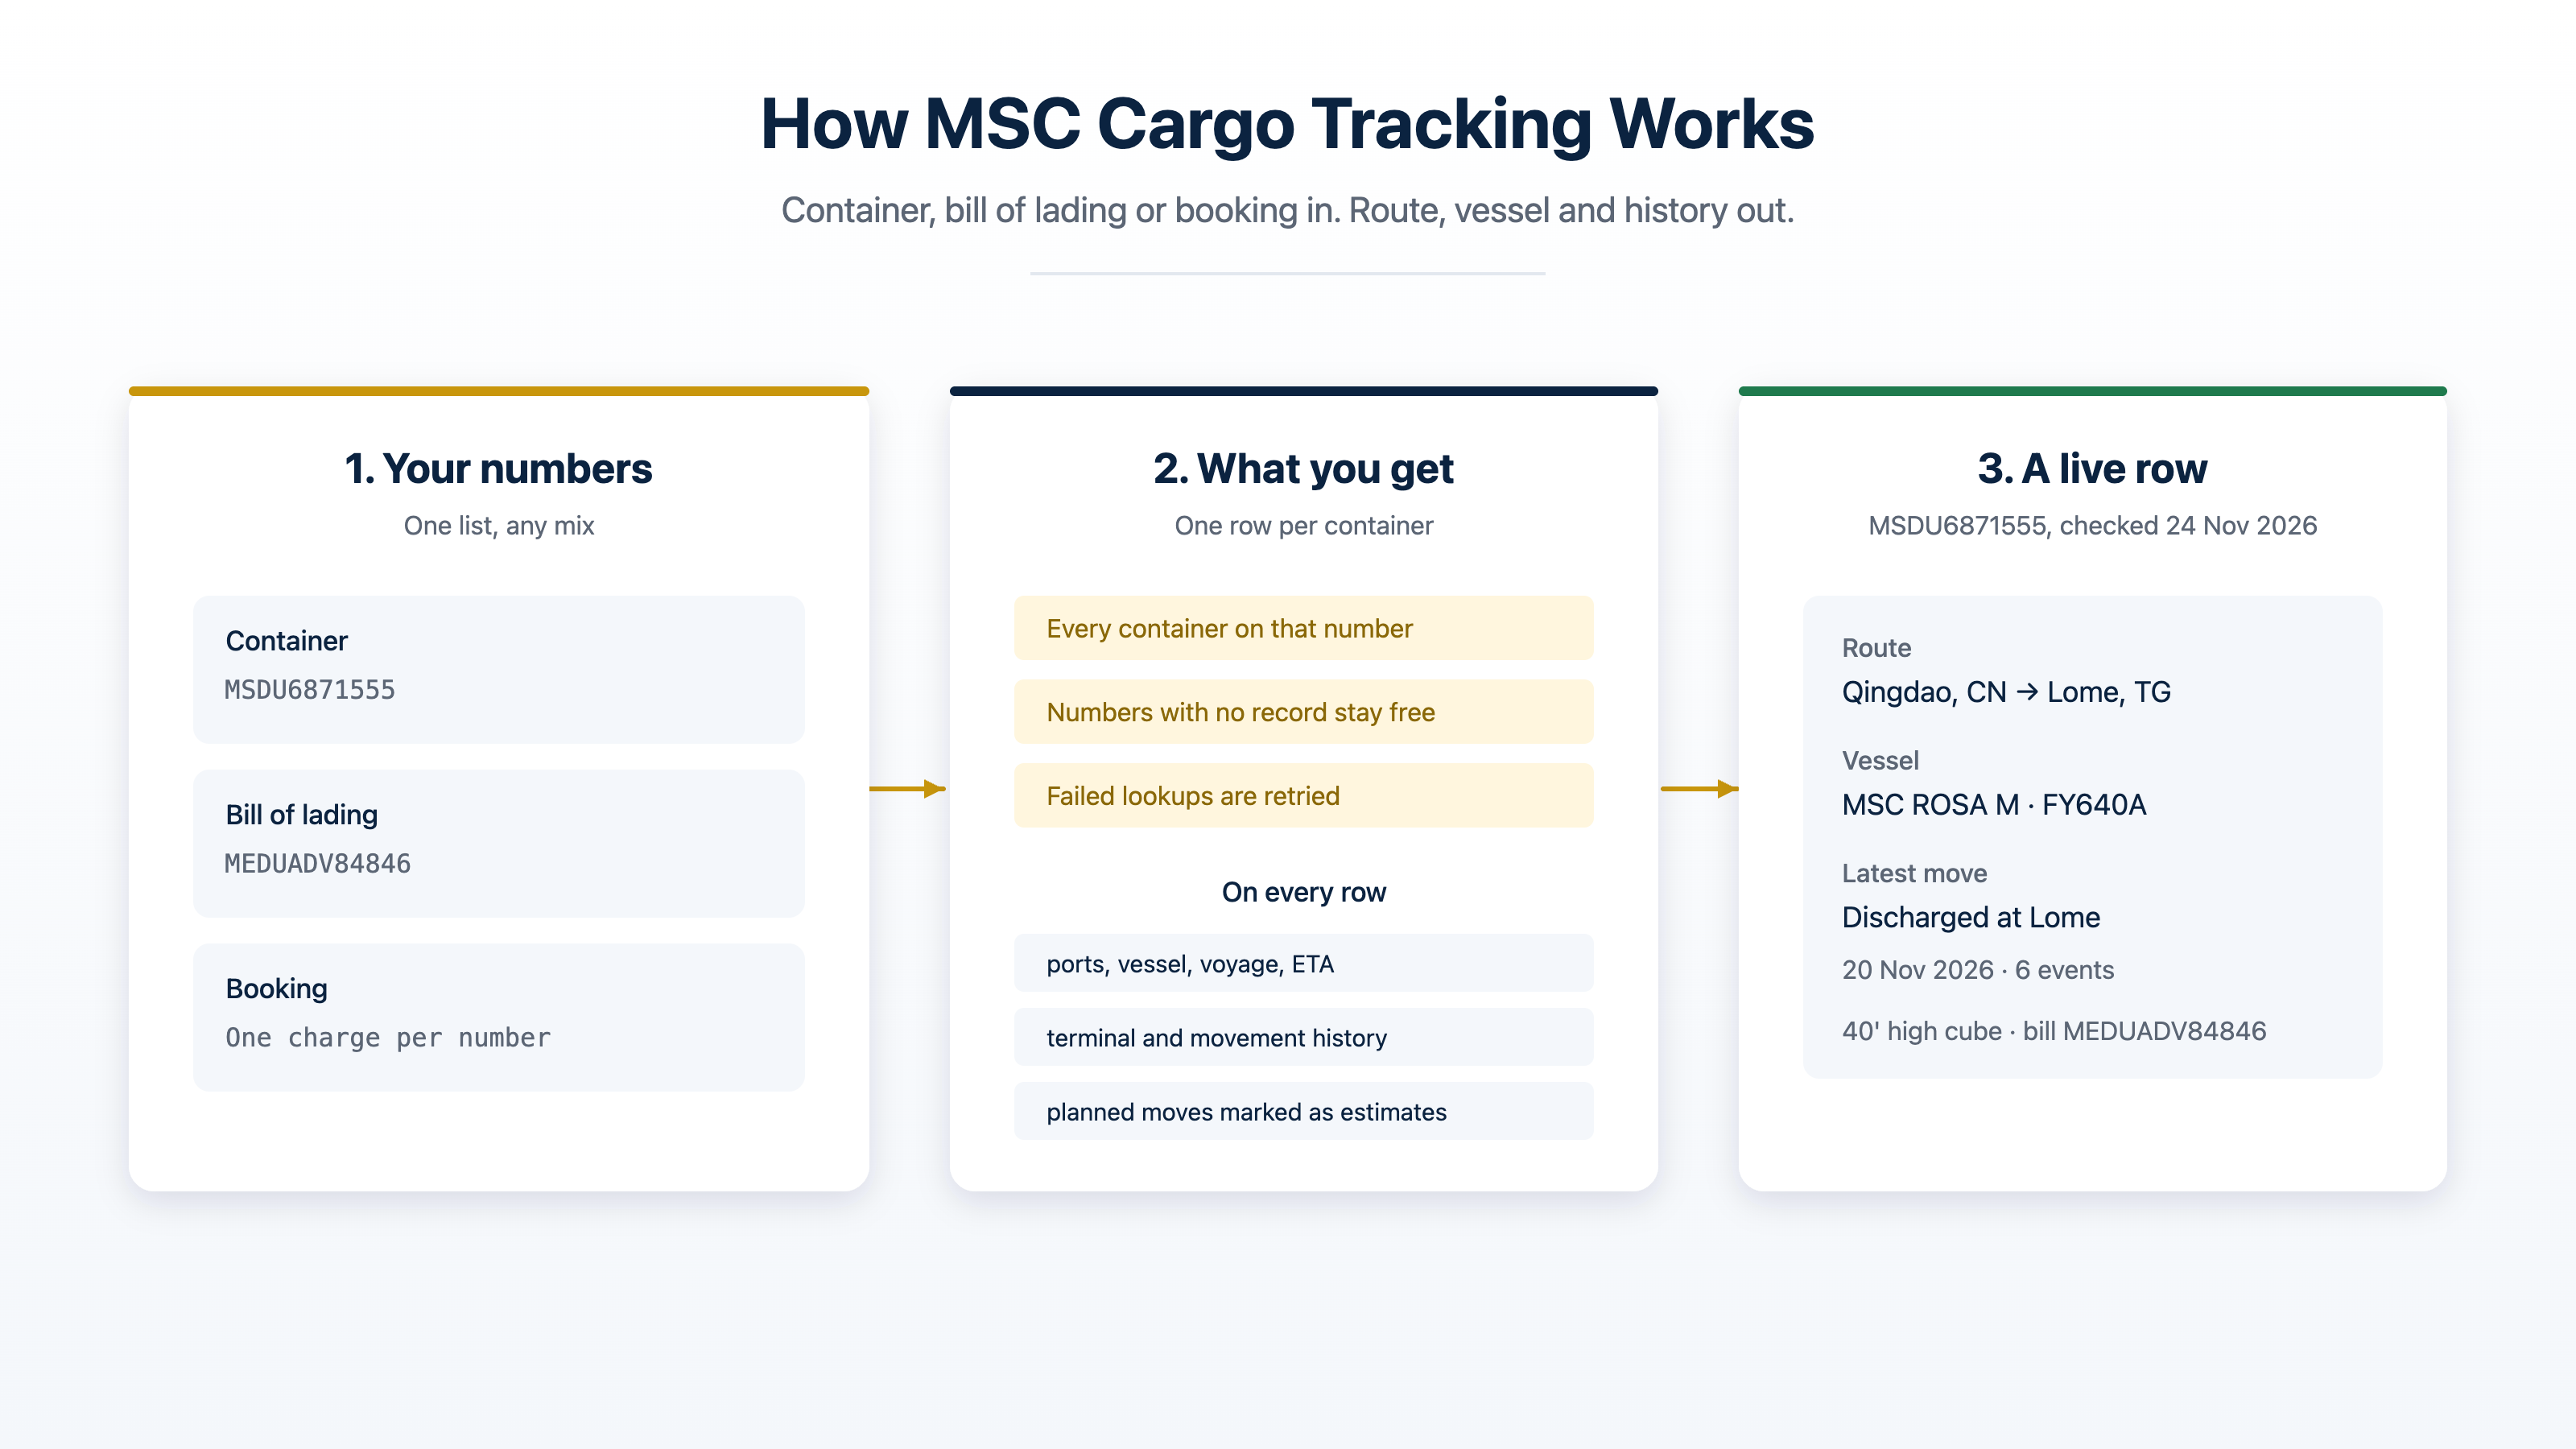 How MSC Cargo Tracking Works
Container, bill of lading or booking in. Route, vessel and history out.
1. Your numbers
One list, any mix
Container
MSDU6871555
Bill of lading
MEDUADV84846
Booking
One charge per number
2. What you get
One row per container
Every container on that number
Numbers with no record stay free
Failed lookups are retried
On every row
ports, vessel, voyage, ETA
terminal and movement history
planned moves marked as estimates
3. A live row
MSDU6871555, checked 24 Nov 2026
Route
Qingdao, CN → Lome, TG
Vessel
MSC ROSA M · FY640A
Latest move
Discharged at Lome
20 Nov 2026 · 6 events
40' high cube · bill MEDUADV84846